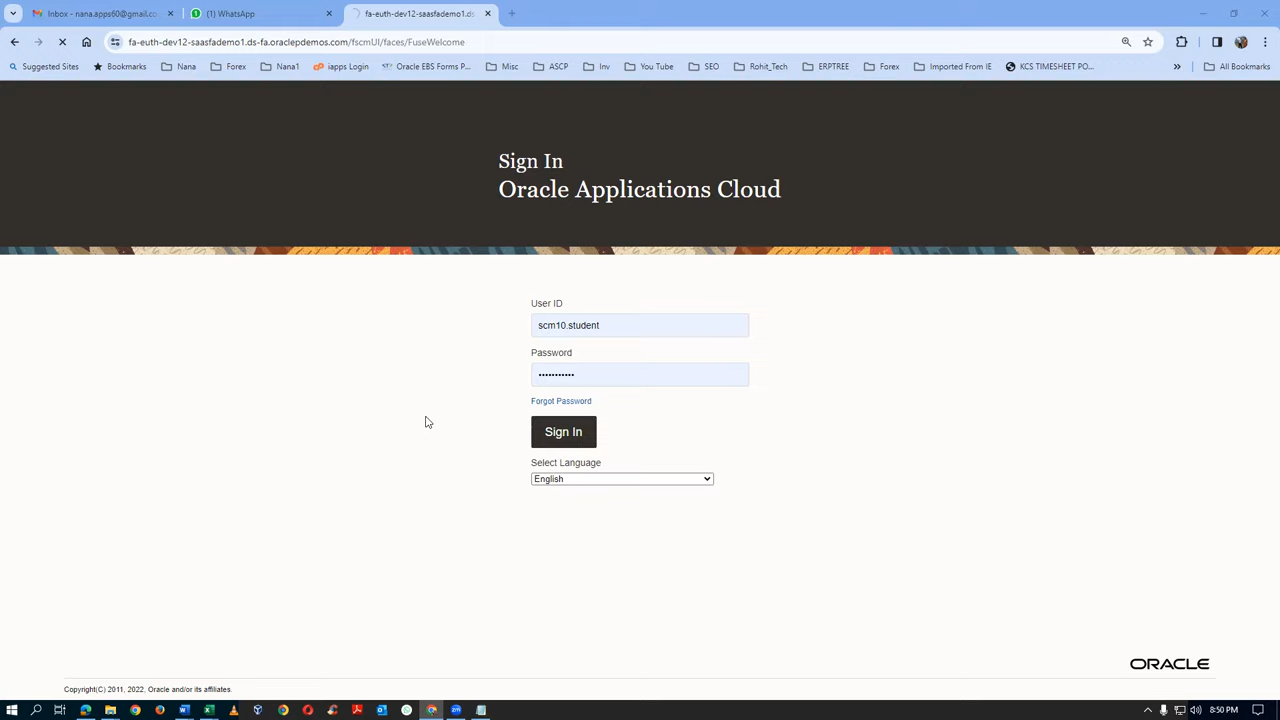 Inbox - nana.apps60@gmail.co
(1) WhatsApp
fa-euth-dev12-saasfademo1.ds
fa-euth-dev12-saasfademo1.ds-fa.oraclepdemos.com/fscmUI/faces/FuseWelcome
Suggested Sites
Bookmarks
Nana
Forex
Nana1
iapps Login
Oracle EBS Forms P...
Misc
ASCP
Inv
You Tube
SEO
Rohit_Tech
ERPTREE
Forex
Imported From IE
KCS TIMESHEET PO...
All Bookmarks
Sign In
Oracle Applications Cloud
User ID
scm10.student
Password
Forgot Password
Sign In
Select Language
English
ORACLE
Copyright(C) 2011, 2022, Oracle and/or its affiliates.
8:50 PM